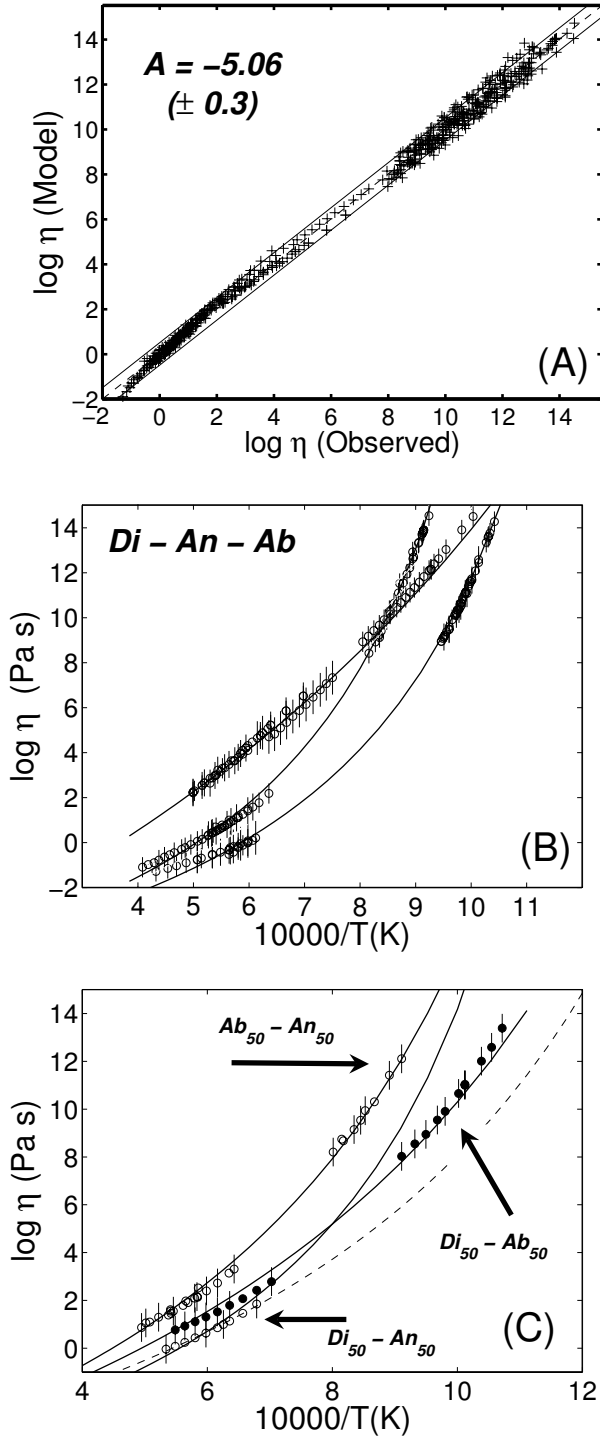 A = −5.06
(± 0.3)
14
12
10
8
6
4
2
0
−2
log η (Model)
(A)
−2 0 2 4 6 8 10 12 14
log η (Observed)
Di − An − Ab
14
12
10
8
6
4
2
0
−2
log η (Pa s)
(B)
4 5 6 7 8 9 10 11
10000/T(K)
14
12
10
8
6
4
2
0
log η (Pa s)
Ab50 − An50
Di50 − Ab50
Di50 − An50
(C)
4 6 8 10 12
10000/T(K)